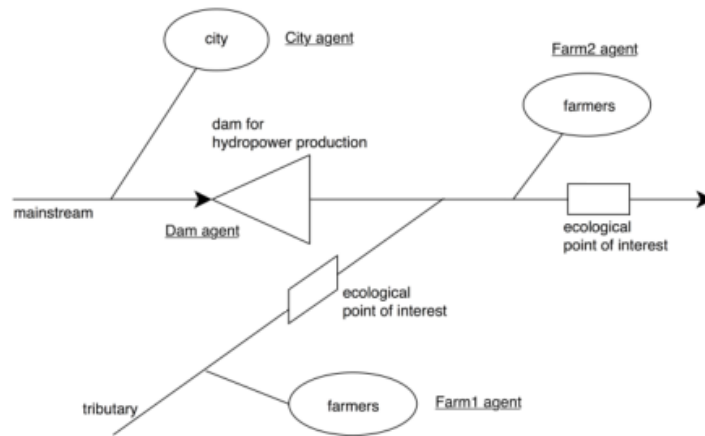 city
City agent
Farm2 agent
farmers
dam for
hydropower production
mainstream
Dam agent
ecological
point of interest
ecological
point of interest
tributary
farmers
Farm1 agent